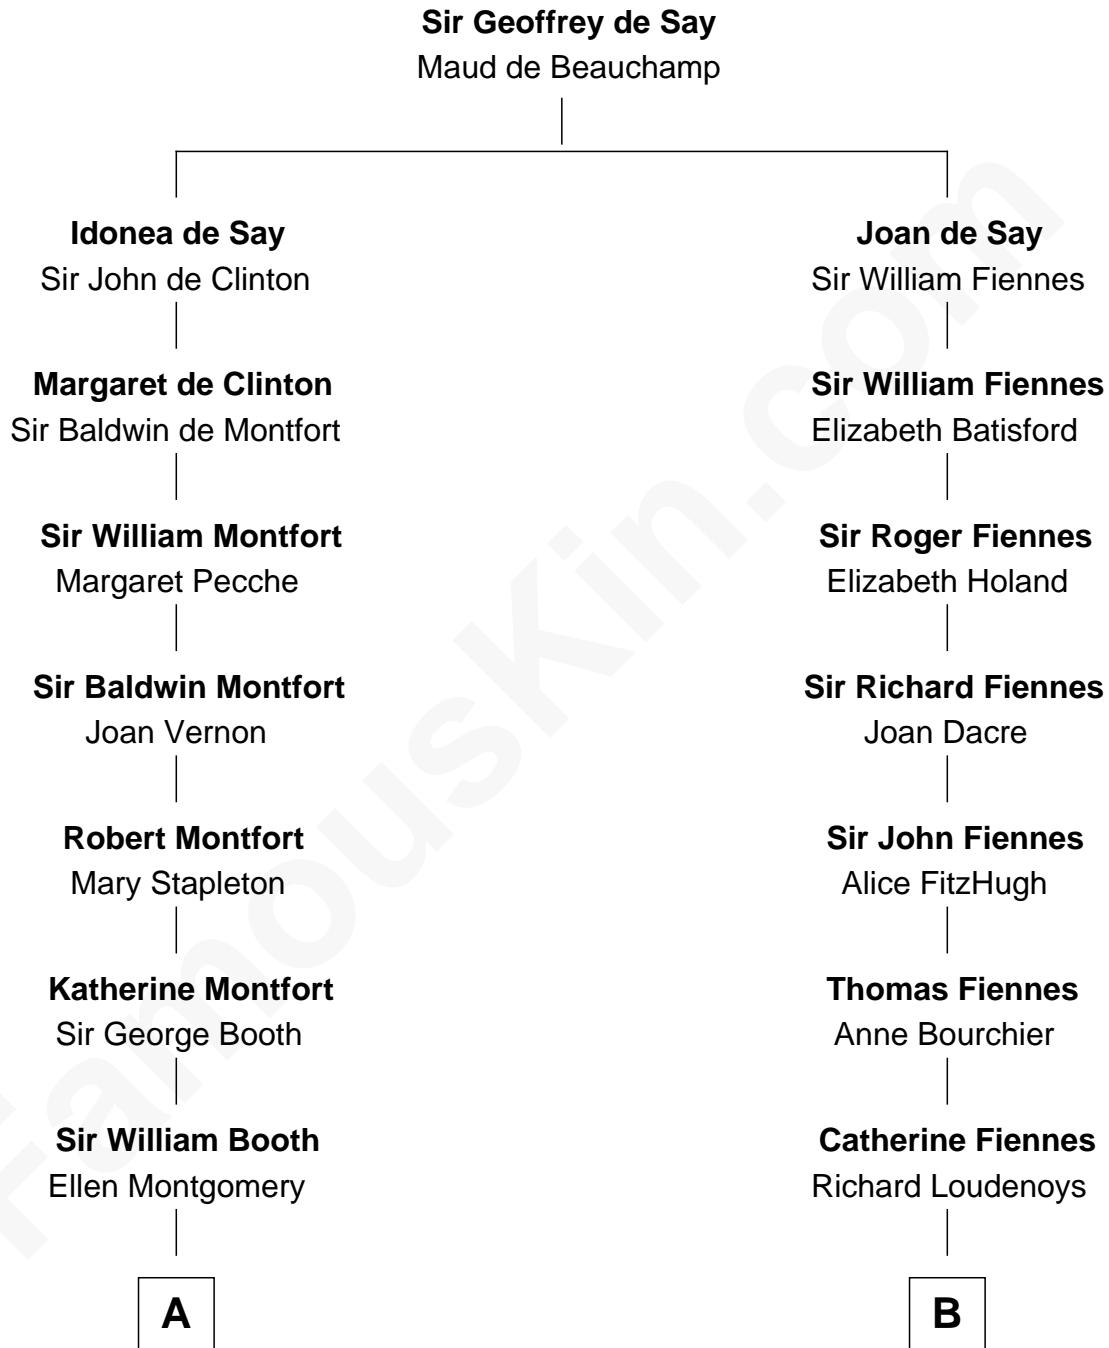 Sir Geoffrey de Say
Maud de Beauchamp
Idonea de Say
Sir John de Clinton
Joan de Say
Sir William Fiennes
Margaret de Clinton
Sir Baldwin de Montfort
Sir William Fiennes
Elizabeth Batisford
Sir William Montfort
Margaret Pecche
Sir Roger Fiennes
Elizabeth Holand
Sir Baldwin Montfort
Joan Vernon
Sir Richard Fiennes
Joan Dacre
Robert Montfort
Mary Stapleton
Sir John Fiennes
Alice FitzHugh
Katherine Montfort
Sir George Booth
Thomas Fiennes
Anne Bourchier
Sir William Booth
Ellen Montgomery
Catherine Fiennes
Richard Loudenoys
A
B
FamousKin.com